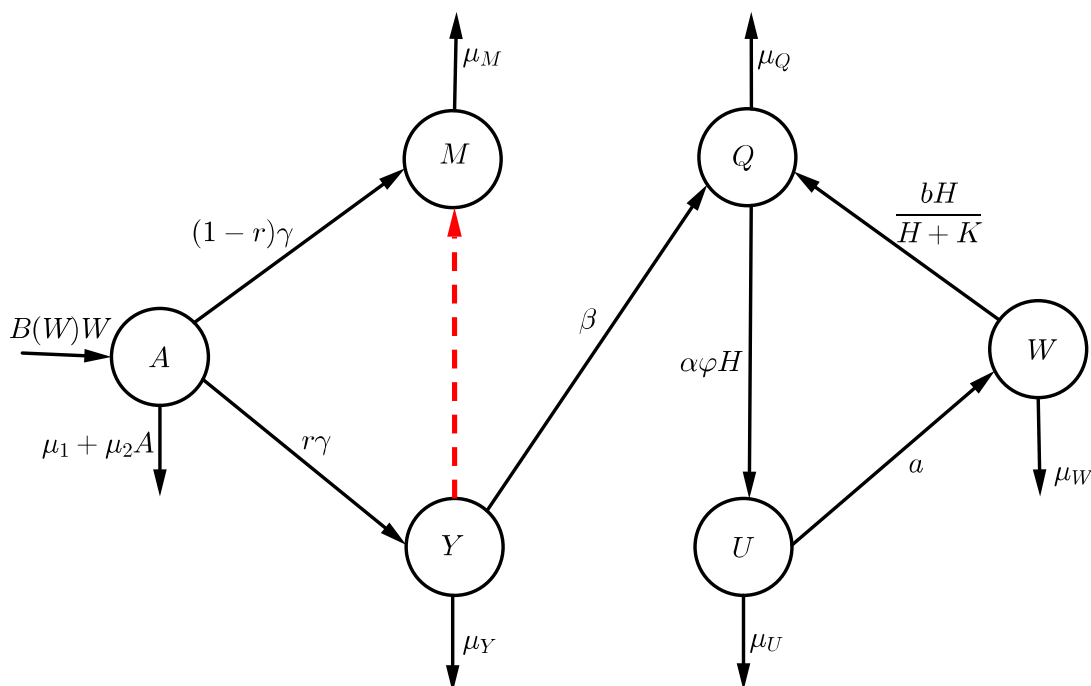 μ_M
μ_Q
M
Q
(1 − r)γ
bH
H + K
B(W)W
A
β
αφH
W
μ_1 + μ_2A
rγ
a
μ_W
Y
U
μ_Y
μ_U